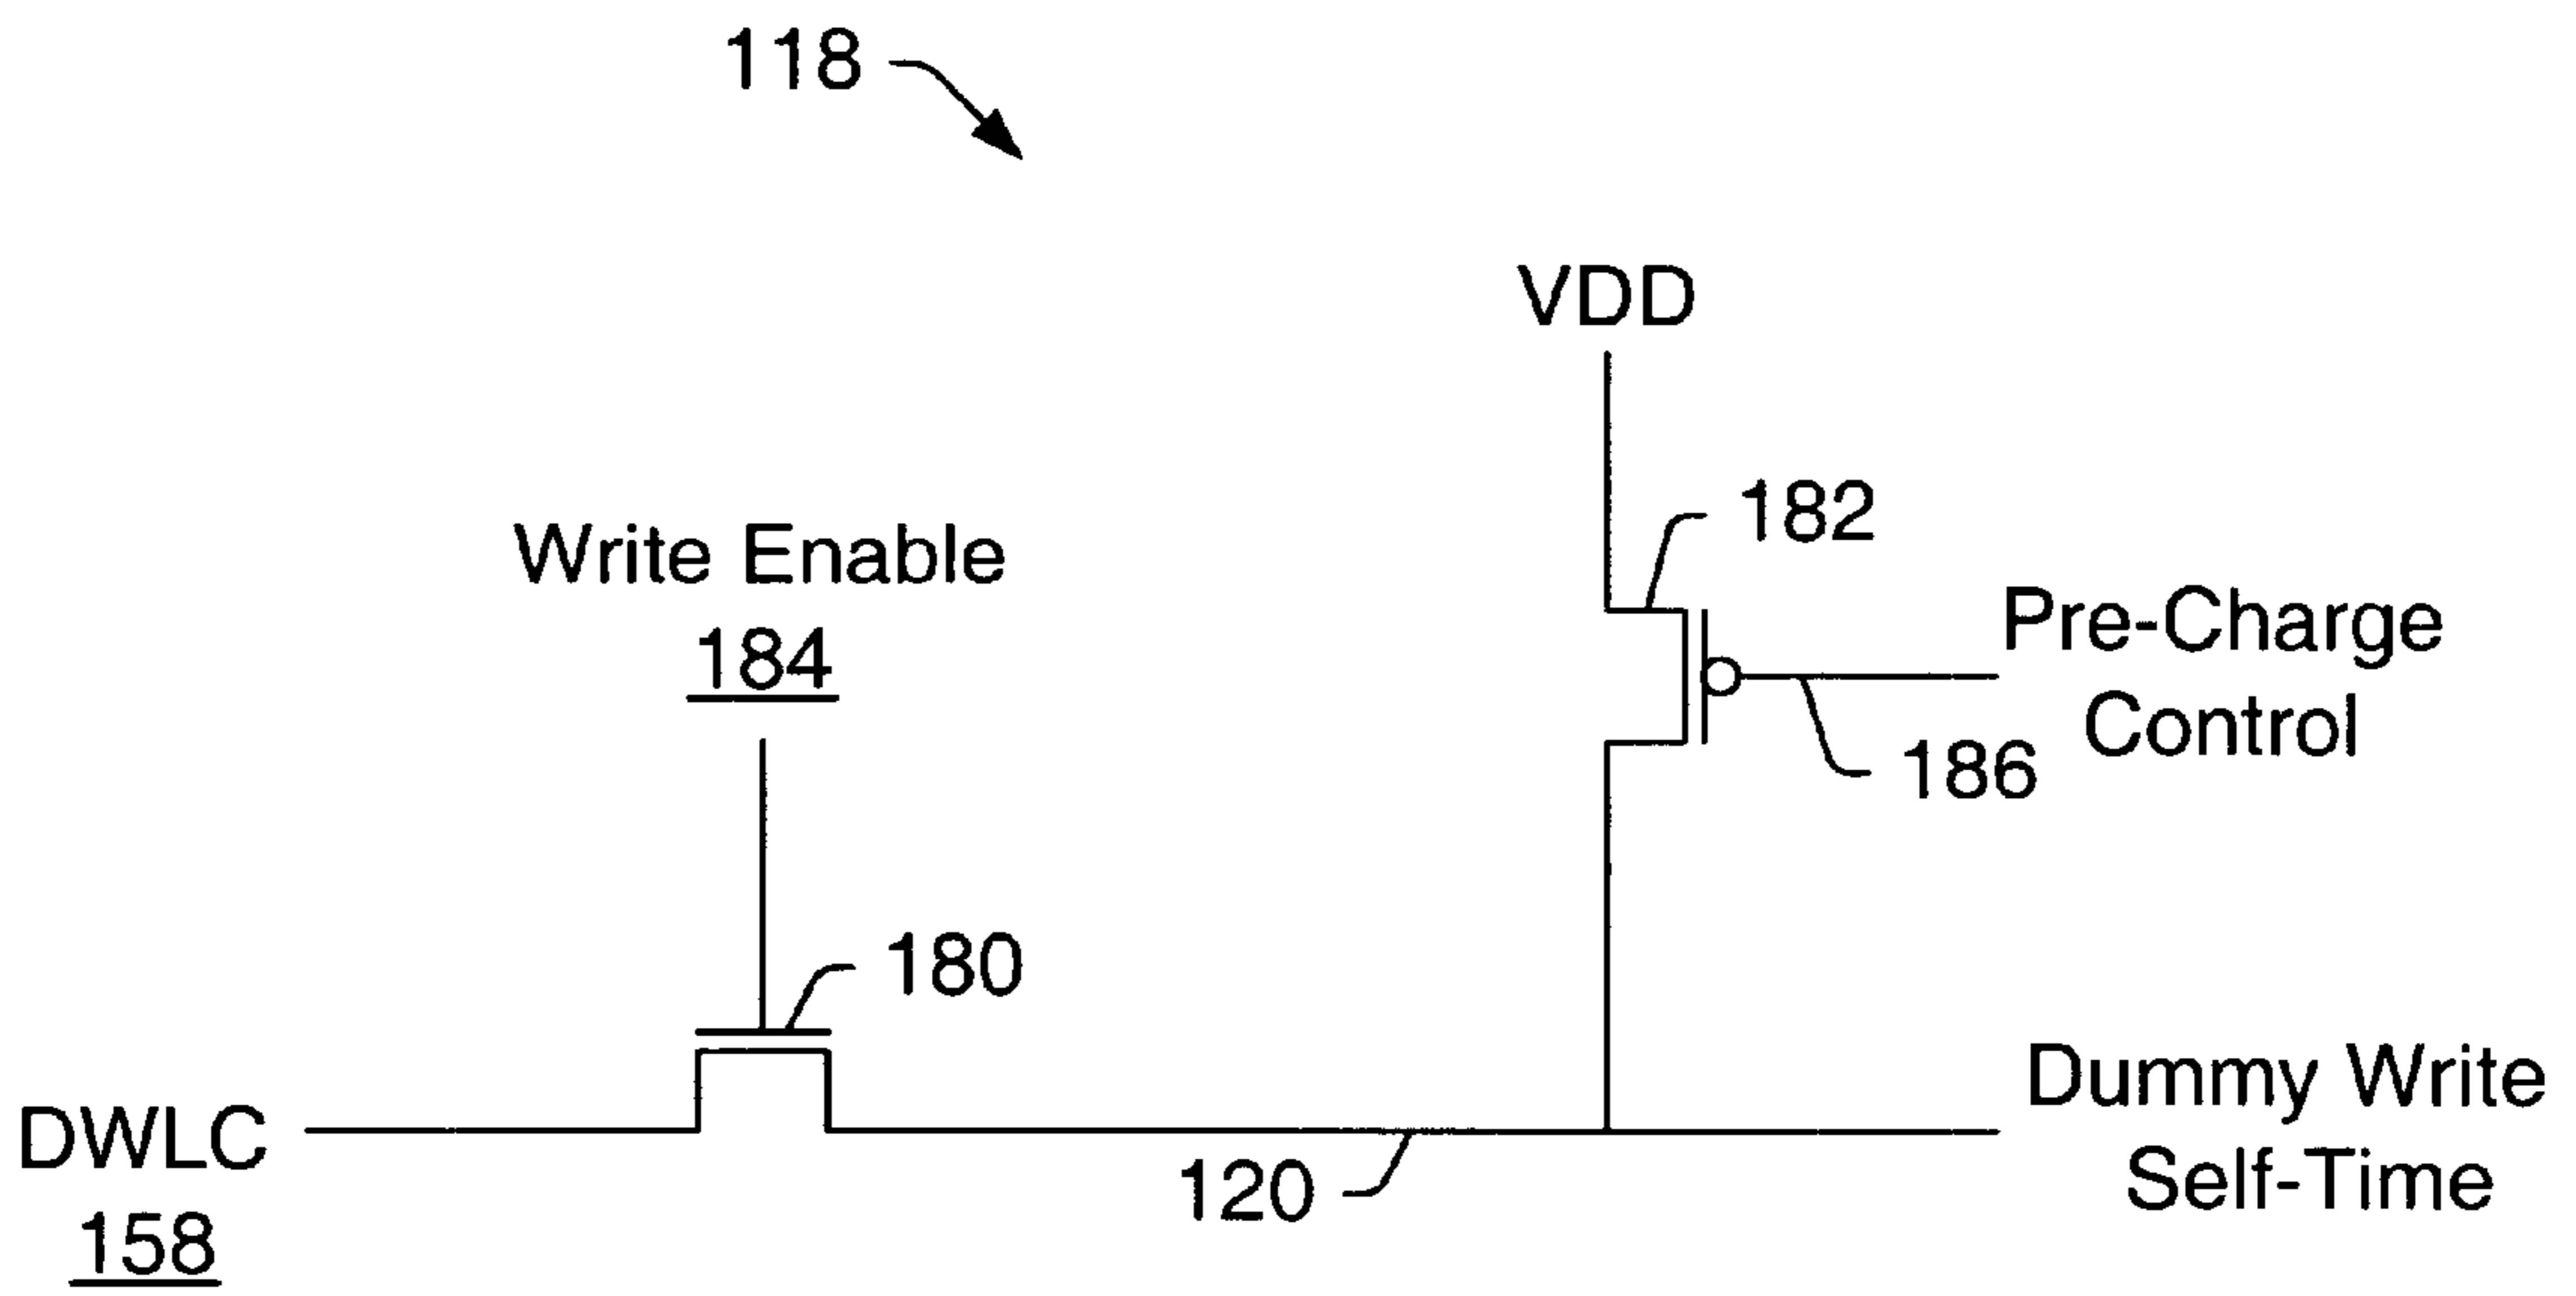 118
VDD
182
Write Enable
184
Pre-Charge
Control
186
180
DWLC
158
120
Dummy Write
Self-Time